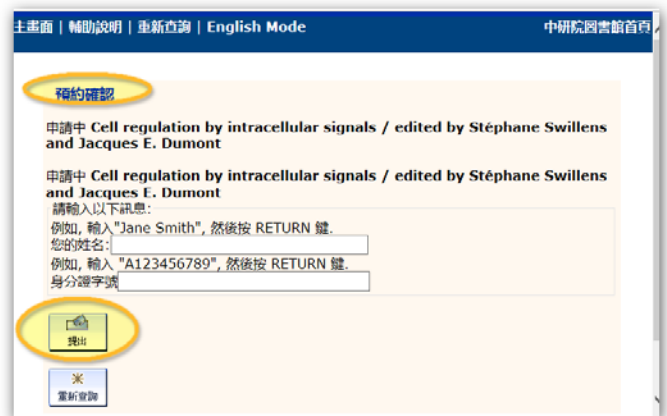 主畫面 | 輔助說明 | 重新查詢 | English Mode 中研院圖書館首頁
預約確認
申請中 Cell regulation by intracellular signals / edited by Stéphane Swillens
and Jacques E. Dumont
申請中 Cell regulation by intracellular signals / edited by Stéphane Swillens
and Jacques E. Dumont
請輸入以下訊息:
例如, 輸入"Jane Smith", 然後按 RETURN 鍵.
您的姓名:
例如, 輸入 "A123456789", 然後按 RETURN 鍵.
身分證字號
提出
重新查詢